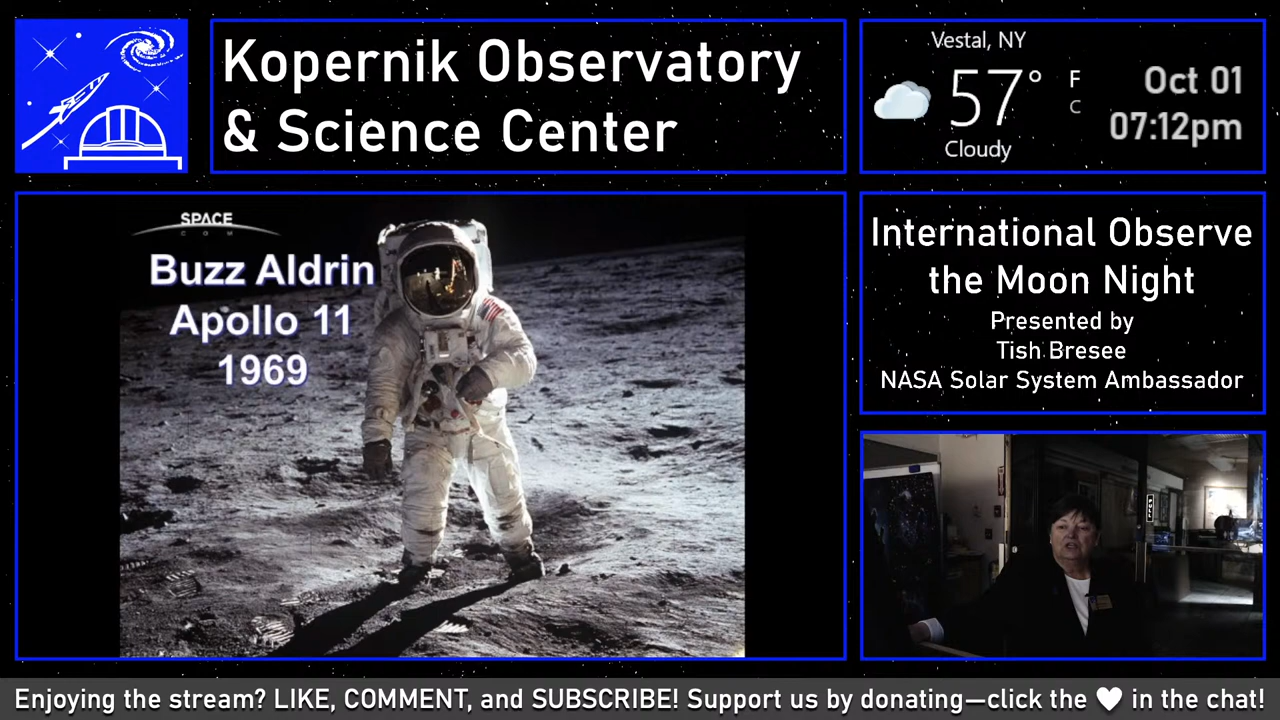 Kopernik Observatory
& Science Center
Vestal, NY
57°
F
C
Cloudy
Oct 01
07:12pm
SPACE
COM
Buzz Aldrin
Apollo 11
1969
International Observe
the Moon Night
Presented by
Tish Bresee
NASA Solar System Ambassador
PULL
Enjoying the stream? LIKE, COMMENT, and SUBSCRIBE! Support us by donating—click the ♥ in the chat!